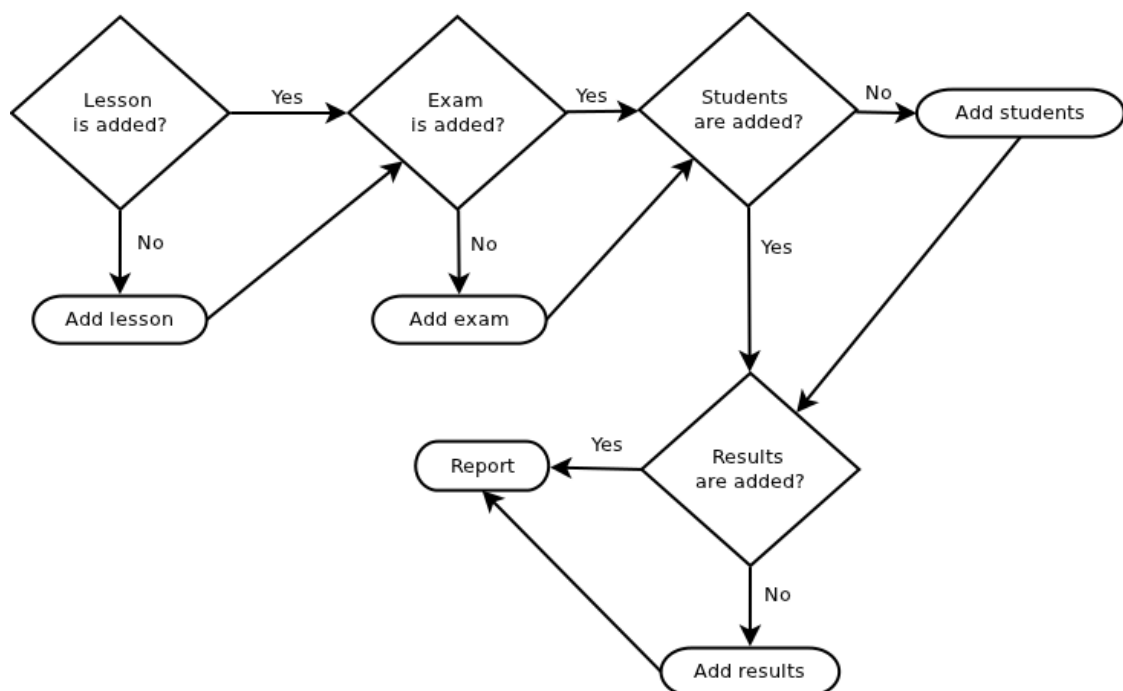 Lesson
is added?
Yes
Exam
is added?
Yes
Students
are added?
No
Add students
No
Add lesson
No
Add exam
Yes
Results
are added?
Yes
Report
No
Add results